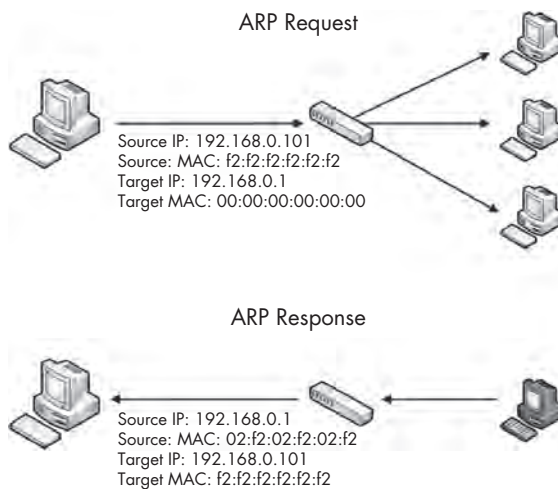 ARP Request
Source IP: 192.168.0.101
Source: MAC: f2:f2:f2:f2:f2:f2
Target IP: 192.168.0.1
Target MAC: 00:00:00:00:00:00
ARP Response
Source IP: 192.168.0.1
Source: MAC: 02:f2:02:f2:02:f2
Target IP: 192.168.0.101
Target MAC: f2:f2:f2:f2:f2:f2